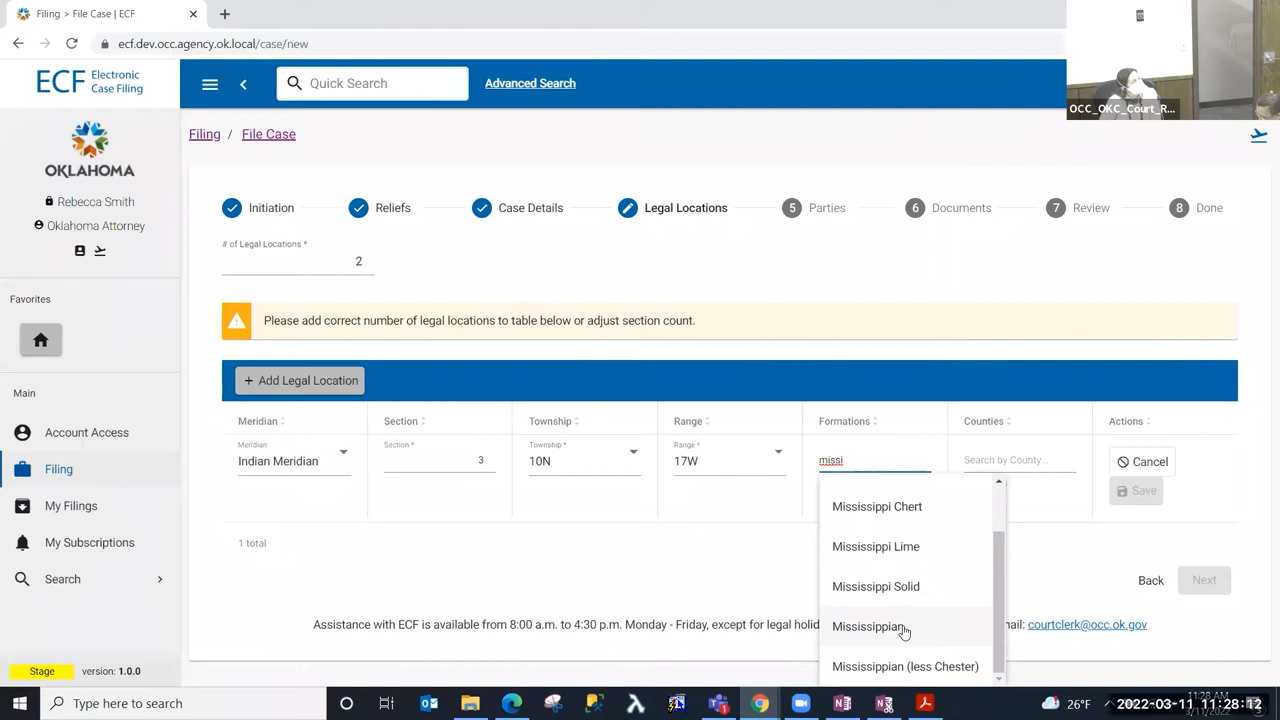 Filing > File Case | ECF
ecf.dev.occ.agency.ok.local/case/new
OCC_OKC_Court_R...
ECF Electronic
Case Filing
Quick Search
Advanced Search
OKLAHOMA
Rebecca Smith
Oklahoma Attorney
Favorites
Main
Account Access
Filing
My Filings
My Subscriptions
Search
Stage
version: 1.0.0
Filing / File Case
Initiation
Reliefs
Case Details
Legal Locations
5 Parties
6 Documents
7 Review
8 Done
# of Legal Locations *
2
Please add correct number of legal locations to table below or adjust section count.
+ Add Legal Location
Meridian Section Township Range Formations Counties Actions
Meridian Section * Township * Range *
Indian Meridian 3 10N 17W missi Search by County... Cancel
Save
Mississippi Chert
Mississippi Lime
Mississippi Solid
Mississippian
Mississippian (less Chester)
1 total
Back Next
Assistance with ECF is available from 8:00 a.m. to 4:30 p.m. Monday - Friday, except for legal holid
mail: courtclerk@occ.ok.gov
Type here to search
26°F
11:28 AM
3/11/2022
2022-03-11 11:28:12